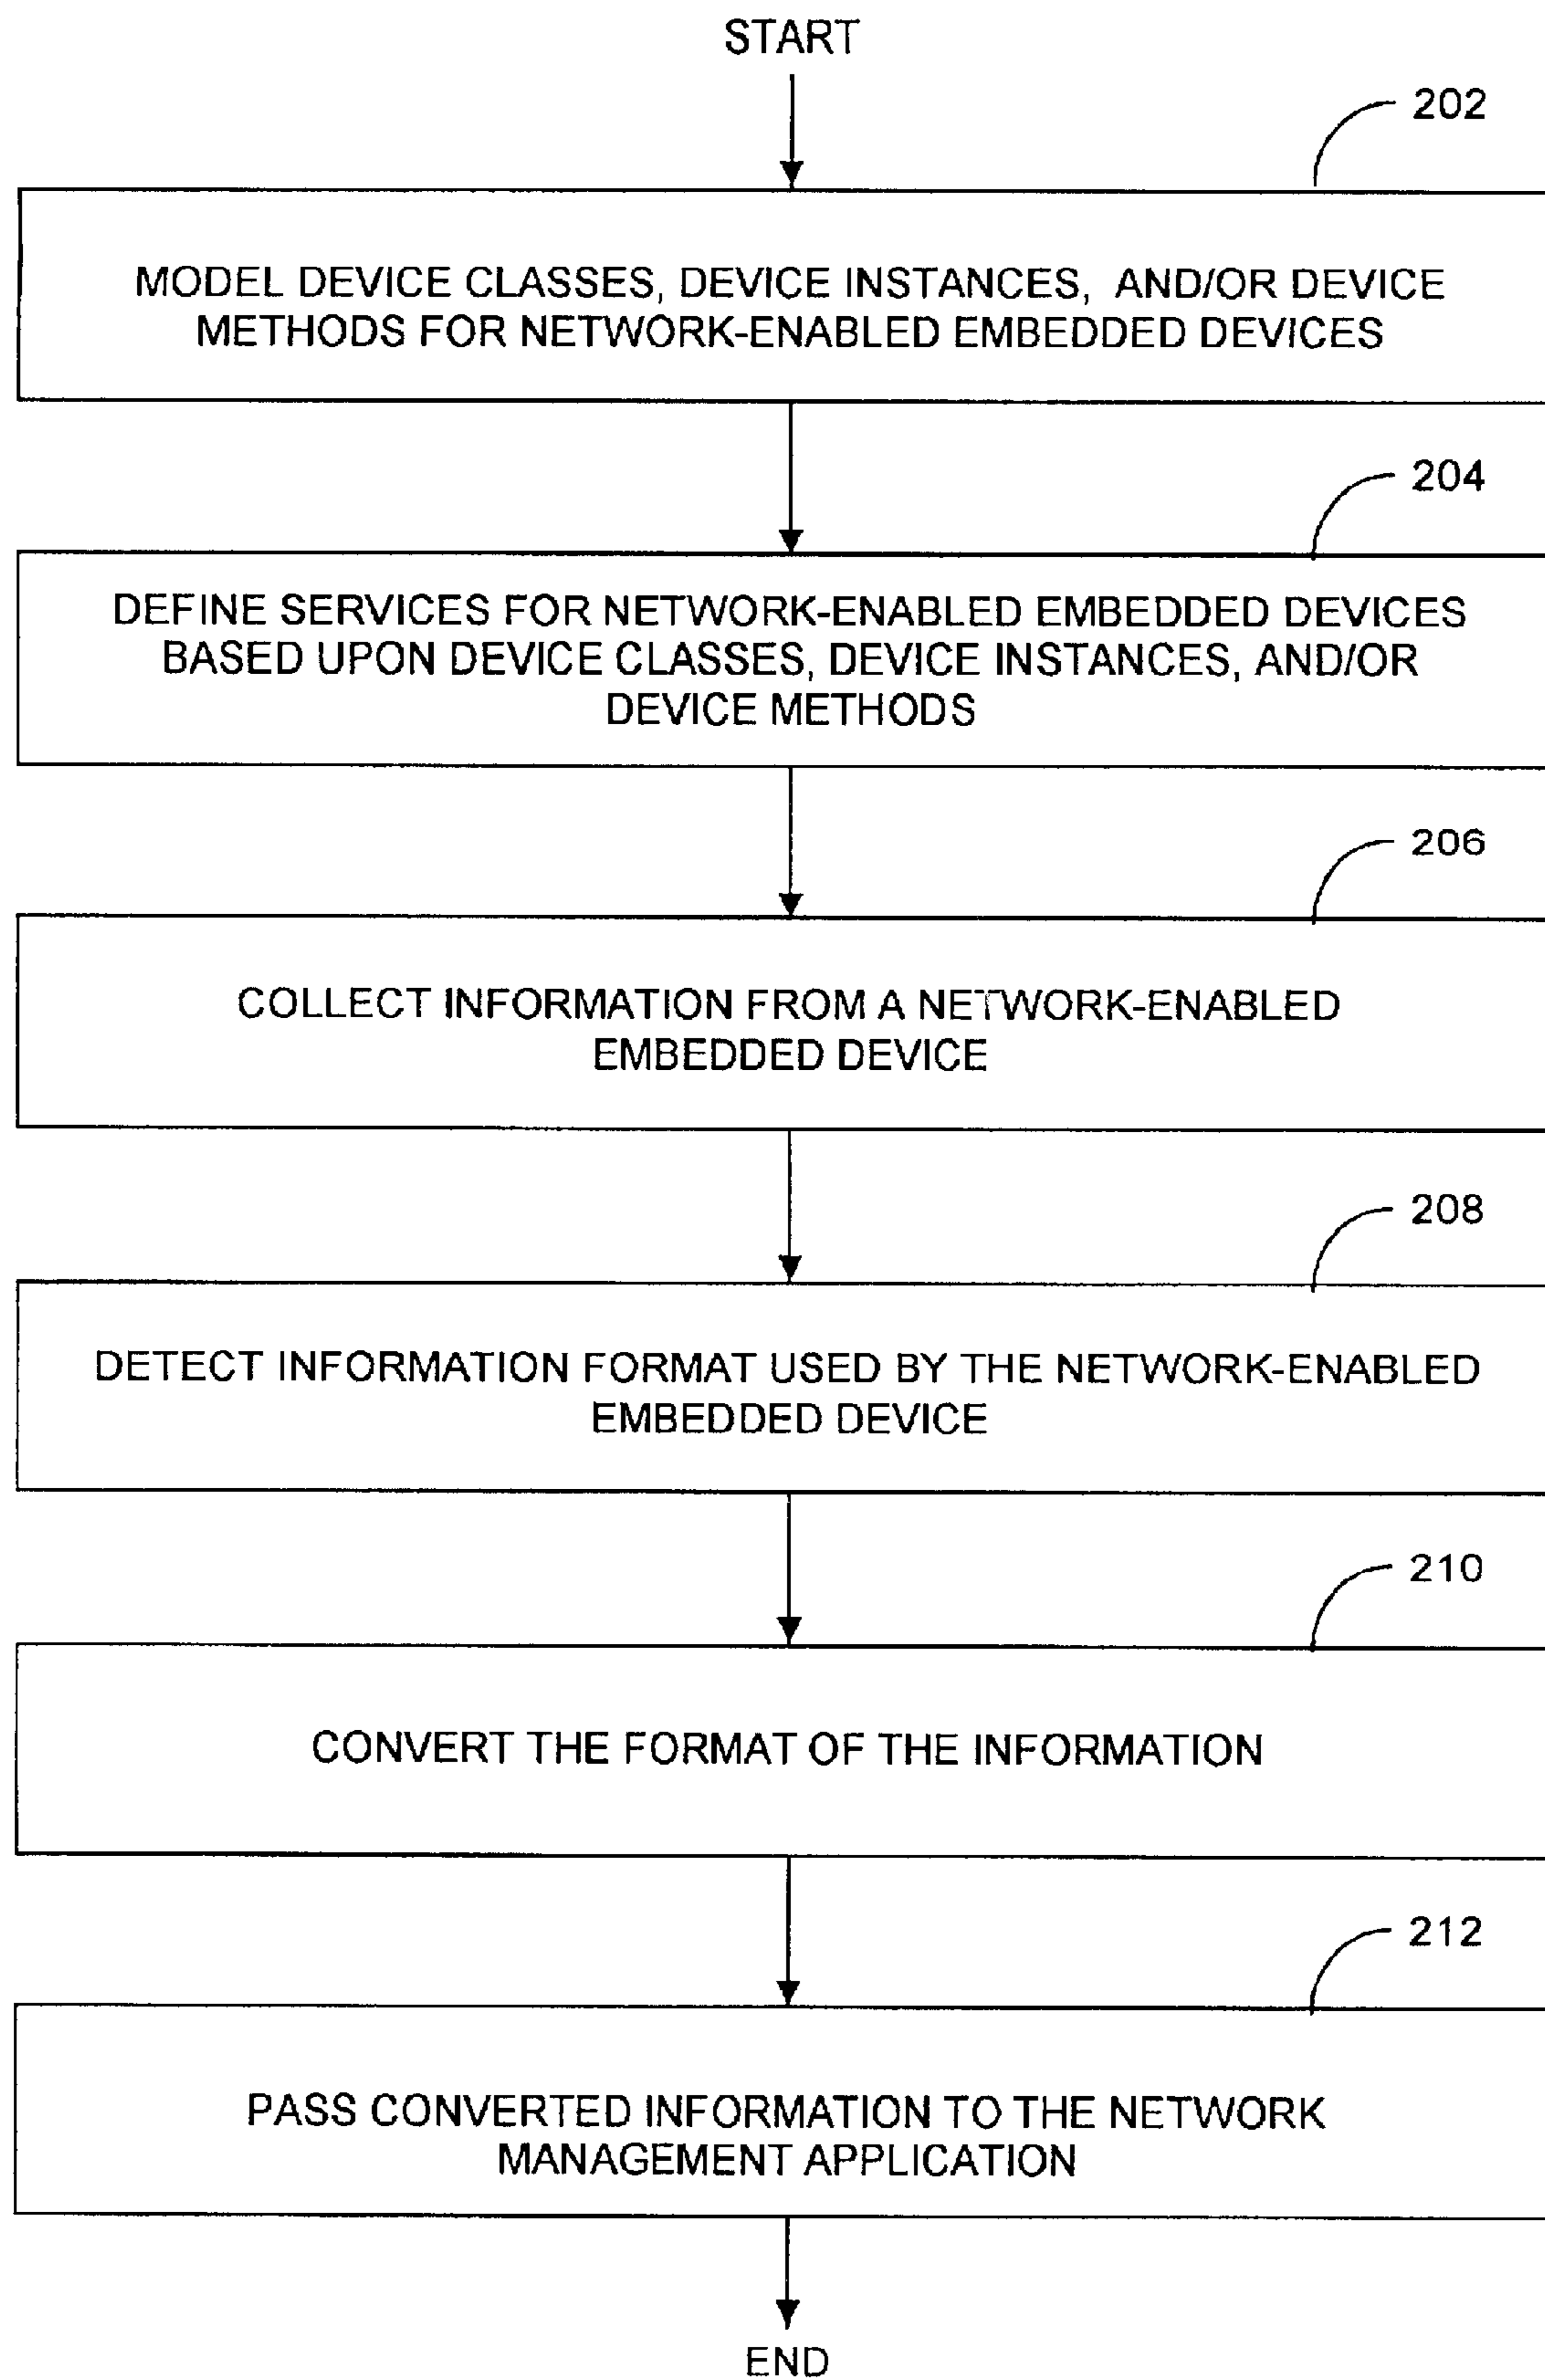 START
202
MODEL DEVICE CLASSES, DEVICE INSTANCES, AND/OR DEVICE
METHODS FOR NETWORK-ENABLED EMBEDDED DEVICES
204
DEFINE SERVICES FOR NETWORK-ENABLED EMBEDDED DEVICES
BASED UPON DEVICE CLASSES, DEVICE INSTANCES, AND/OR
DEVICE METHODS
206
COLLECT INFORMATION FROM A NETWORK-ENABLED
EMBEDDED DEVICE
208
DETECT INFORMATION FORMAT USED BY THE NETWORK-ENABLED
EMBEDDED DEVICE
210
CONVERT THE FORMAT OF THE INFORMATION
212
PASS CONVERTED INFORMATION TO THE NETWORK
MANAGEMENT APPLICATION
END